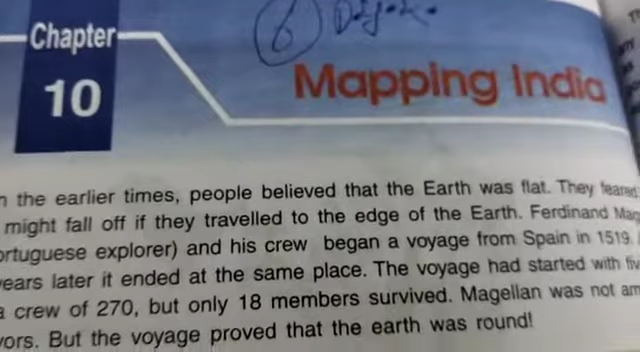 Chapter
10
6
Mapping India
the earlier times, people believed that the Earth was flat. They feared
might fall off if they travelled to the edge of the Earth. Ferdinand
ortuguese explorer) and his crew began a voyage from Spain in 1519.
ears later it ended at the same place. The voyage had started with
a crew of 270, but only 18 members survived. Magellan was not
vors. But the voyage proved that the earth was round!